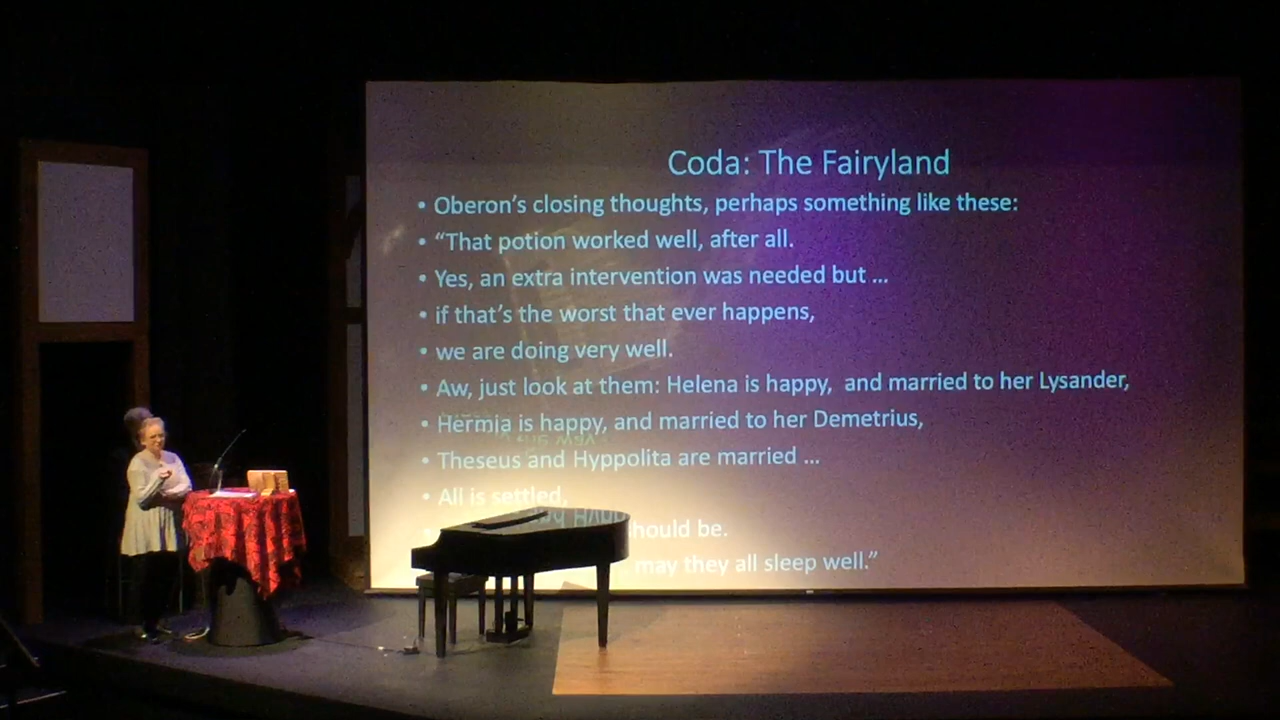 Coda: The Fairyland
• Oberon's closing thoughts, perhaps something like these:
• “That potion worked well, after all.
• Yes, an extra intervention was needed but ...
• if that's the worst that ever happens,
• we are doing very well.
• Aw, just look at them: Helena is happy, and married to her Lysander,
• Hermia is happy, and married to her Demetrius,
• Theseus and Hyppolita are married ...
• All is settled,
should be.
may they all sleep well.”